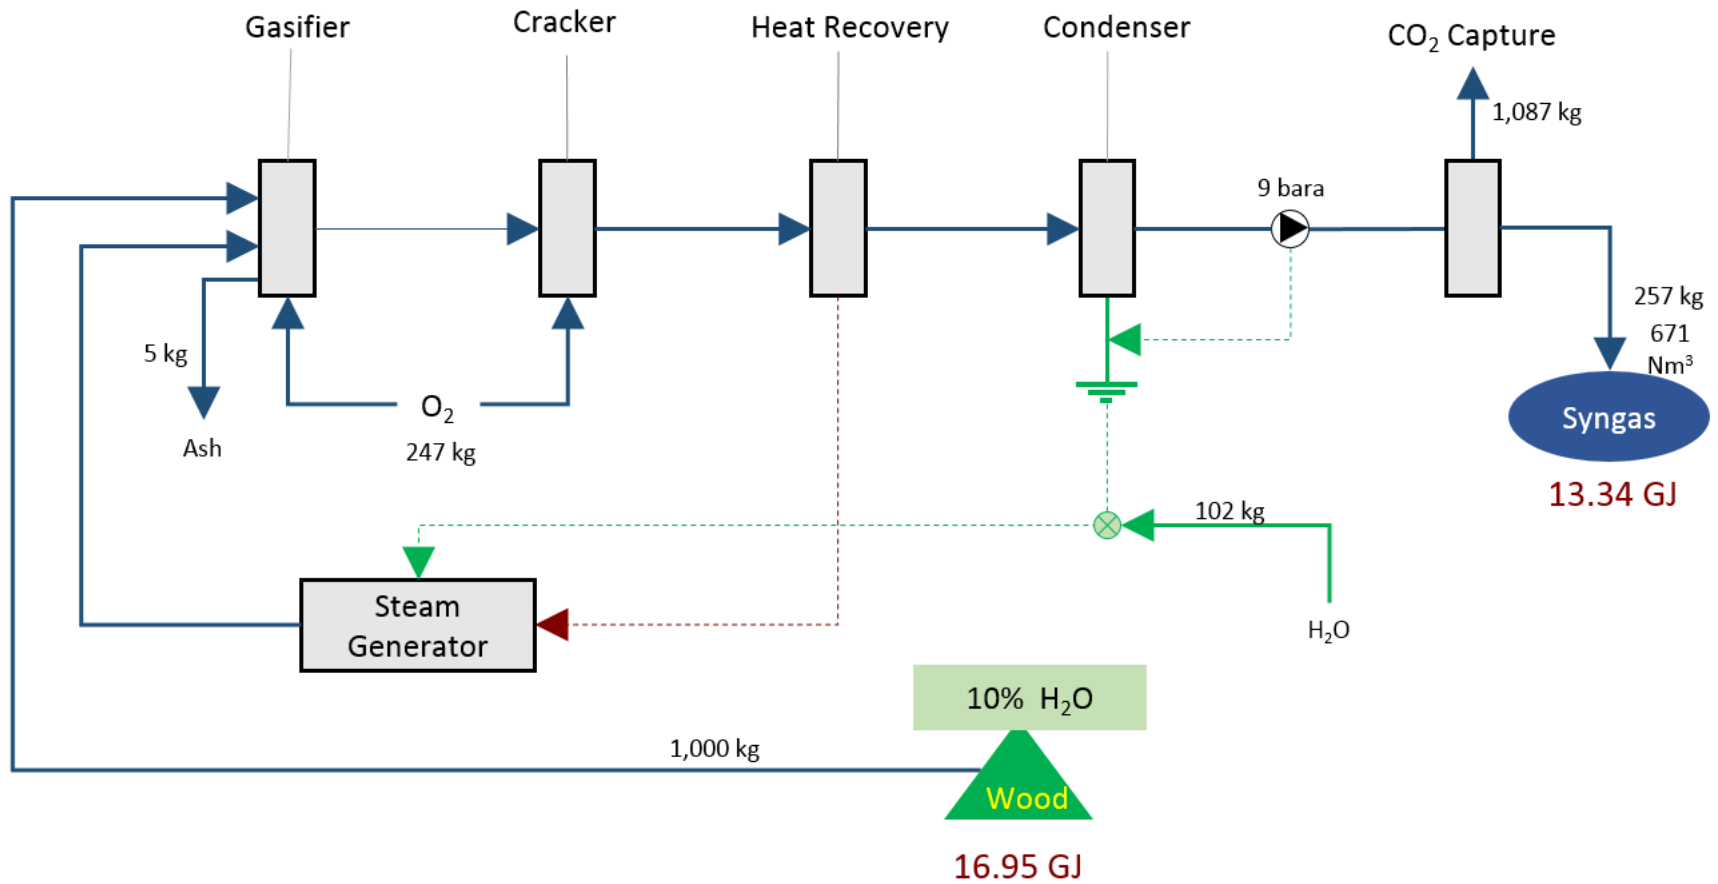 Gasifier
Cracker
Heat Recovery
Condenser
CO₂ Capture
1,087 kg
9 bara
257 kg
671
Nm³
5 kg
O₂
247 kg
Ash
Syngas
13.34 GJ
102 kg
Steam
Generator
H₂O
10% H₂O
1,000 kg
Wood
16.95 GJ